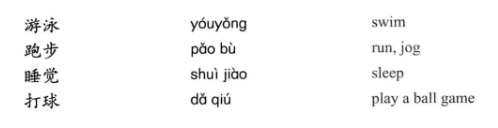 游泳 yóuyǒng swim
跑步 pǎo bù run, jog
睡觉 shuì jiào sleep
打球 dǎ qiú play a ball game